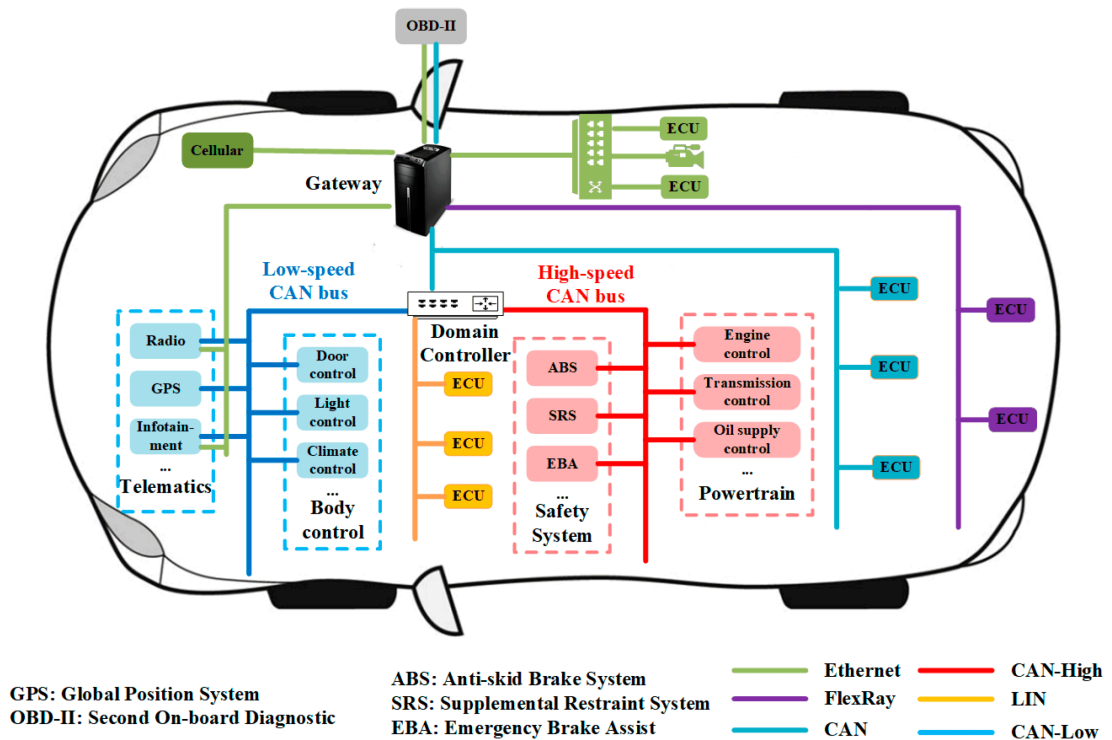 OBD-II
Cellular
Gateway
ECU
ECU
Low-speed
CAN bus
High-speed
CAN bus
Domain
Controller
Radio
GPS
Infotain-
ment
...
Telematics
Door
control
Light
control
Climate
control
...
Body
control
ECU
ECU
ECU
ABS
SRS
EBA
...
Safety
System
Engine
control
Transmission
control
Oil supply
control
...
Powertrain
ECU
ECU
ECU
ECU
ECU
GPS: Global Position System
OBD-II: Second On-board Diagnostic
ABS: Anti-skid Brake System
SRS: Supplemental Restraint System
EBA: Emergency Brake Assist
Ethernet
FlexRay
CAN
CAN-High
LIN
CAN-Low